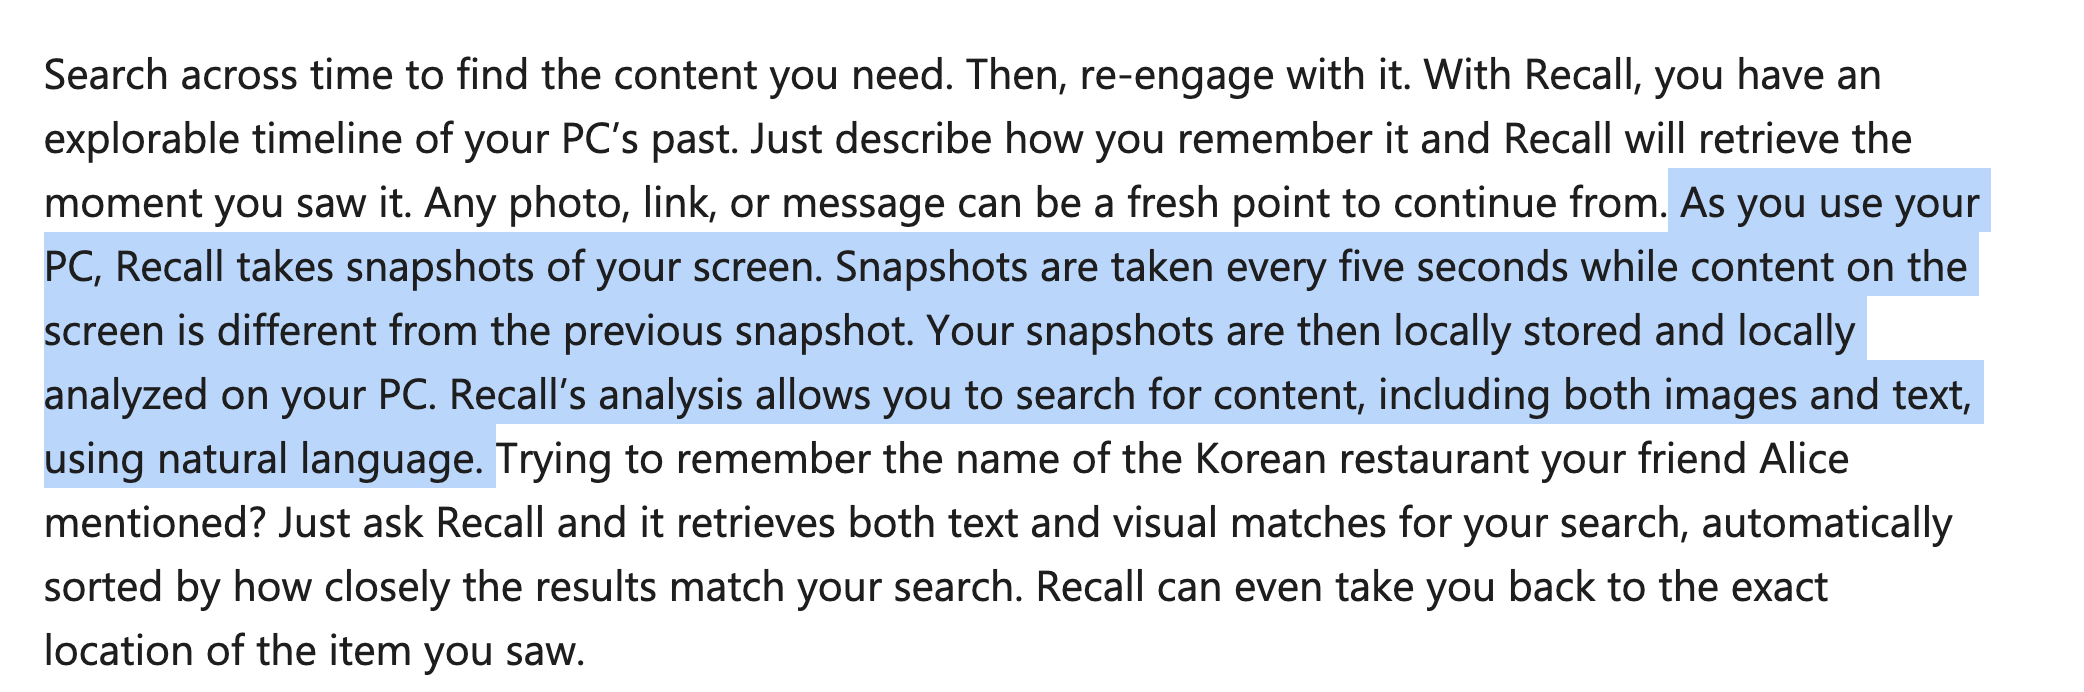 Search across time to find the content you need. Then, re-engage with it. With Recall, you have an
explorable timeline of your PC’s past. Just describe how you remember it and Recall will retrieve the
moment you saw it. Any photo, link, or message can be a fresh point to continue from. As you use your
PC, Recall takes snapshots of your screen. Snapshots are taken every five seconds while content on the
screen is different from the previous snapshot. Your snapshots are then locally stored and locally
analyzed on your PC. Recall’s analysis allows you to search for content, including both images and text,
using natural language. Trying to remember the name of the Korean restaurant your friend Alice
mentioned? Just ask Recall and it retrieves both text and visual matches for your search, automatically
sorted by how closely the results match your search. Recall can even take you back to the exact
location of the item you saw.